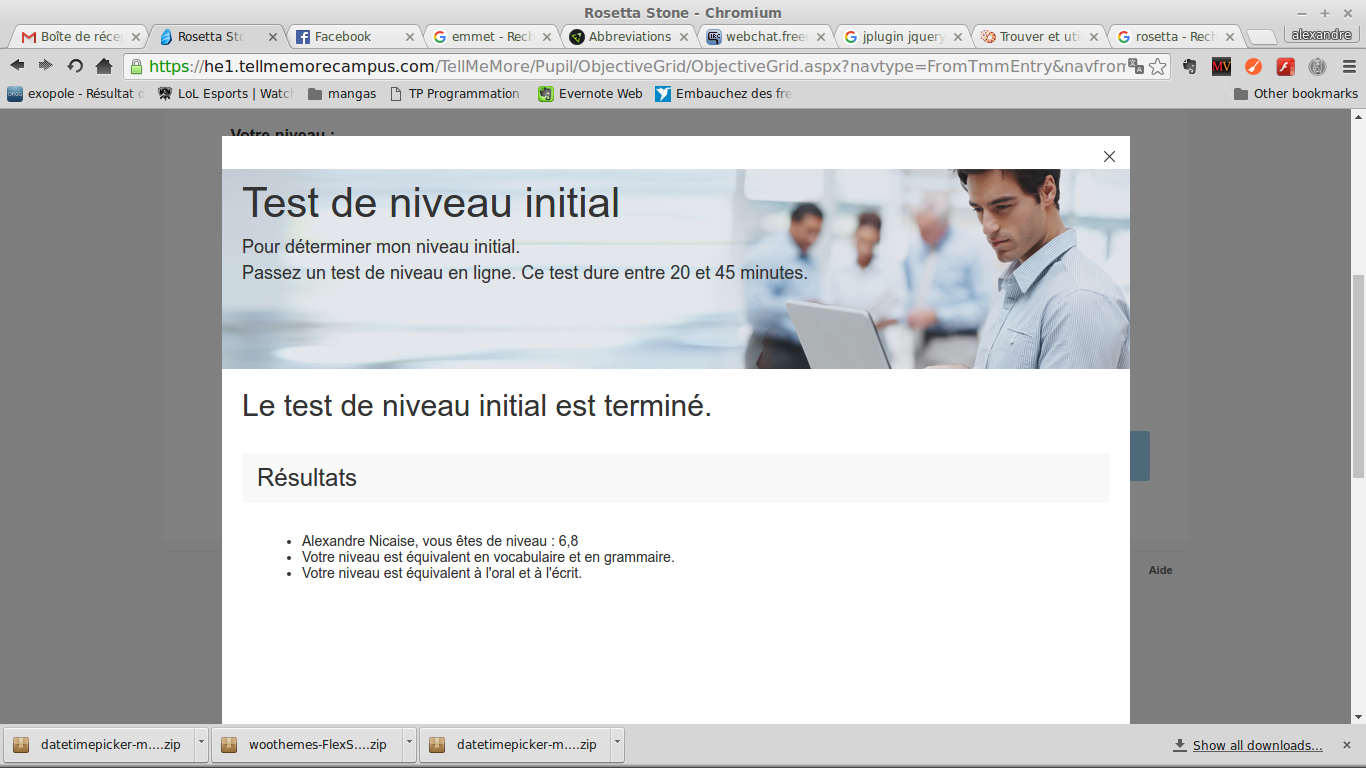 Rosetta Stone - Chromium
alexandre
Boîte de récep
Rosetta Sto
Facebook
emmet - Rech
Abbreviations
webchat.free
jplugin jquery
Trouver et uti
rosetta - Rech
https://he1.tellmemorecampus.com/TellMeMore/Pupil/ObjectiveGrid/ObjectiveGrid.aspx?navtype=FromTmmEntry&navfrom
exopole - Résultat d
LoL Esports | Watch
mangas
TP Programmation
Evernote Web
Embauchez des fre
Other bookmarks
Votre niveau :
Test de niveau initial
Pour déterminer mon niveau initial.
Passez un test de niveau en ligne. Ce test dure entre 20 et 45 minutes.
Le test de niveau initial est terminé.
Résultats
• Alexandre Nicaise, vous êtes de niveau : 6,8
• Votre niveau est équivalent en vocabulaire et en grammaire.
• Votre niveau est équivalent à l'oral et à l'écrit.
Aide
datetimepicker-m....zip
woothemes-FlexS....zip
datetimepicker-m....zip
Show all downloads...